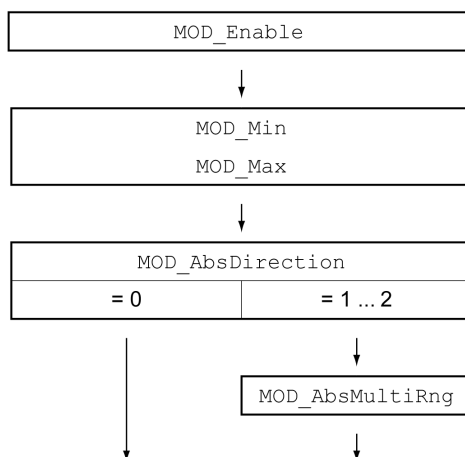 MOD_Enable
MOD_Min
MOD_Max
MOD_AbsDirection
= 0
= 1 ... 2
MOD_AbsMultiRng